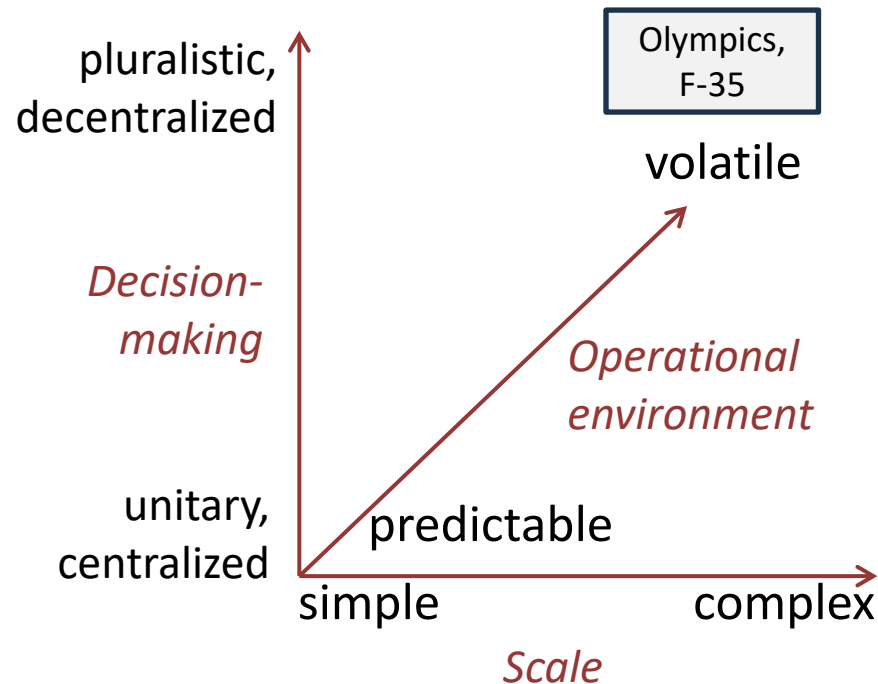 pluralistic,
decentralized
Olympics,
F-35
volatile
Decision-
making
Operational
environment
unitary,
centralized
predictable
simple
complex
Scale